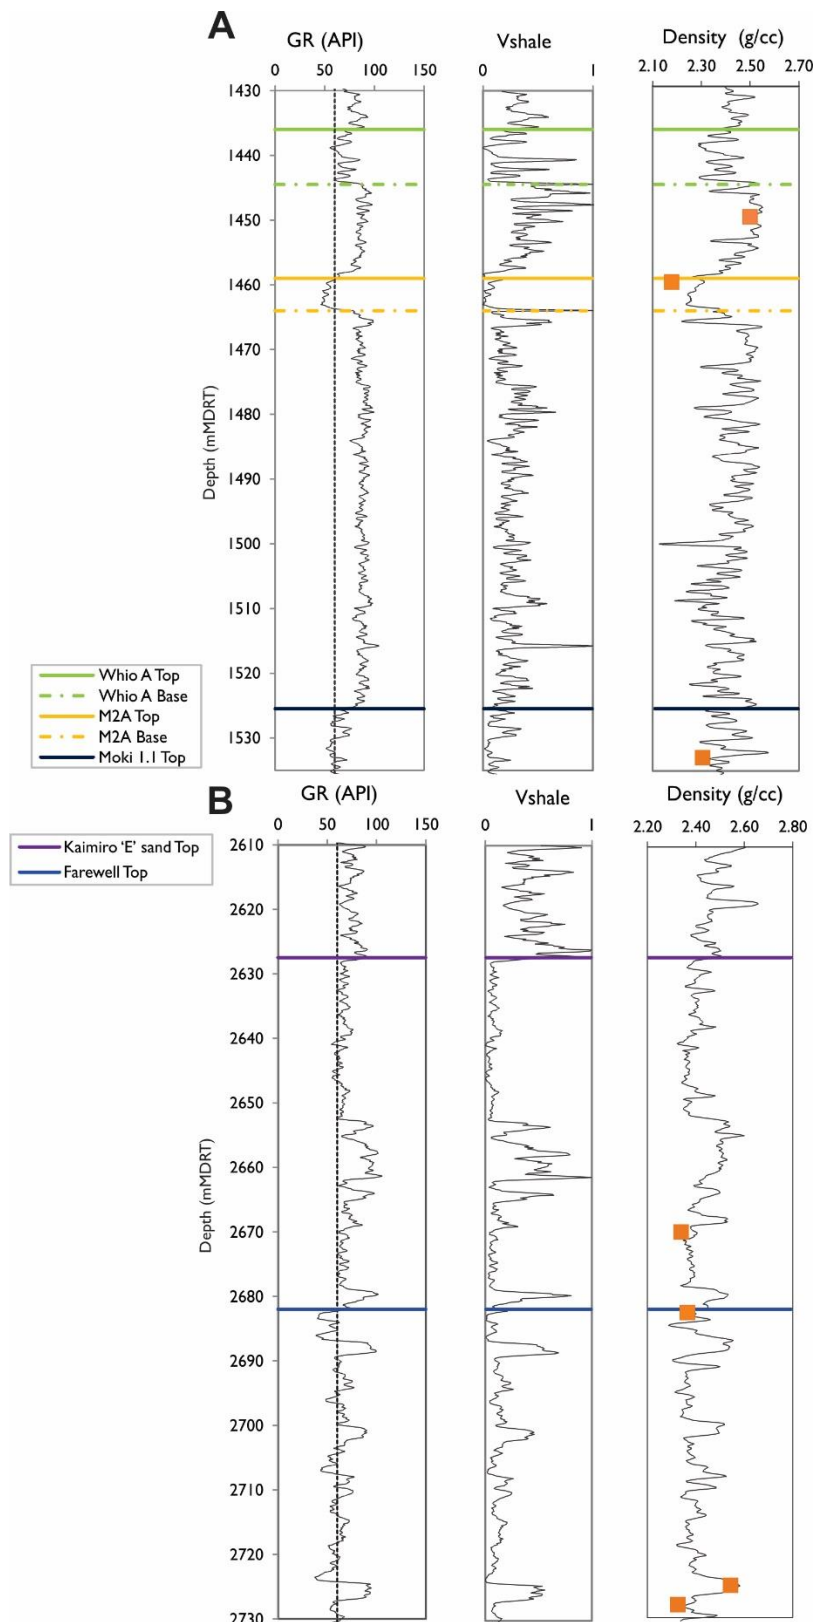 A
GR (API)
Vshale
Density (g/cc)
0 50 100 150
0 1
2.10 2.30 2.50 2.70
1430
1440
1450
1460
1470
1480
1490
1500
1510
1520
1530
Depth (mMDRT)
Whio A Top
Whio A Base
M2A Top
M2A Base
Moki 1.1 Top
B
GR (API)
Vshale
Density (g/cc)
0 50 100 150
0 1
2.20 2.40 2.60 2.80
Kaimiro ‘E’ sand Top
Farewell Top
2610
2620
2630
2640
2650
2660
2670
2680
2690
2700
2710
2720
2730
Depth (mMDRT)